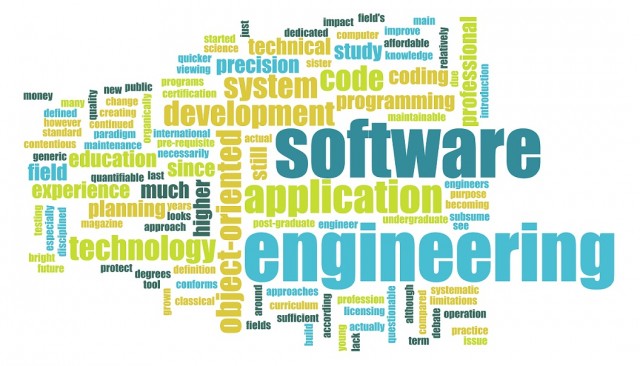 impact
field's
main
just
started
dedicated
computer
improve
science
technical
affordable
relatively
professional
quicker
study
knowledge
viewing
precision
sister
due
introduction
programs
system
code
coding
certification
money
new
public
many
quality
change
development
programming
defined
creating
organically
maintainable
however
continued
standard
paradigm
international
actual
software
contentious
maintenance
pre-requisite
generic
education
necessarily
still
field
quantifiable
last
since
object-oriented
experience
much
higher
application
engineers
purpose
becoming
testing
especially
disciplined
planning
years
magazine
looks
approach
post-graduate
engineer
undergraduate
subsume
see
technology
engineering
bright
future
protect
degrees
definition
tool
grown
conforms
classical
around
approaches
profession
questionable
although
compared
systematic
limitations
curriculum
according
licensing
operation
sufficient
fields
build
young
actually
lack
term
debate
practice
issue